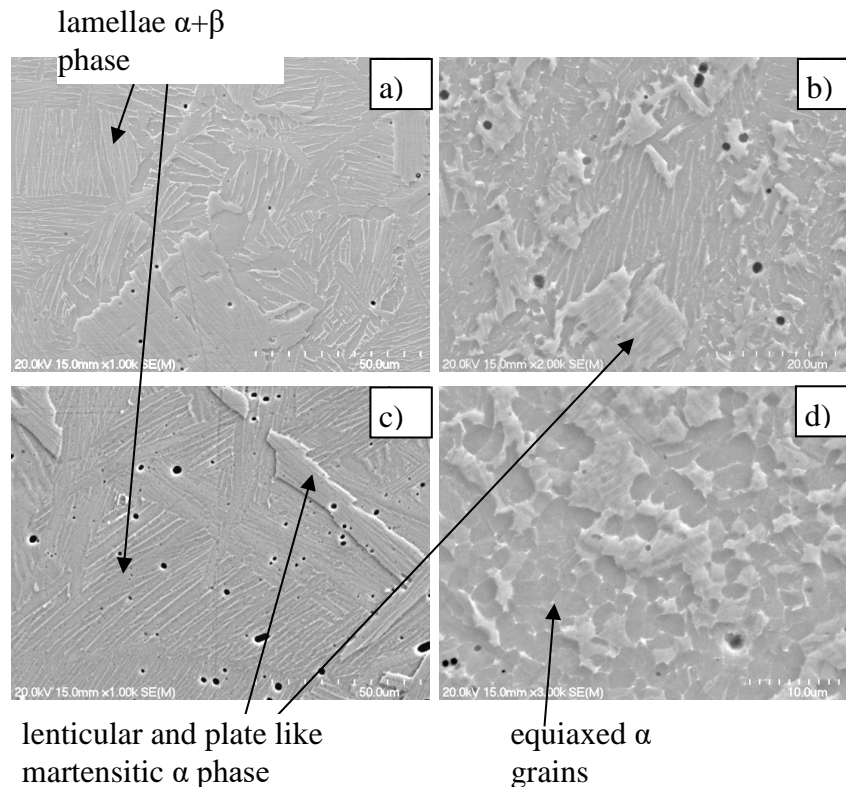 lamellae α+β
phase
a)
b)
20.0kV 15.0mm x1.00k SE(M)
50.0um
20.0kV 15.0mm x2.00k SE(M)
20.0um
c)
d)
20.0kV 15.0mm x1.00k SE(M)
50.0um
20.0kV 15.0mm x3.00k SE(M)
10.0um
lenticular and plate like
martensitic α phase
equiaxed α
grains